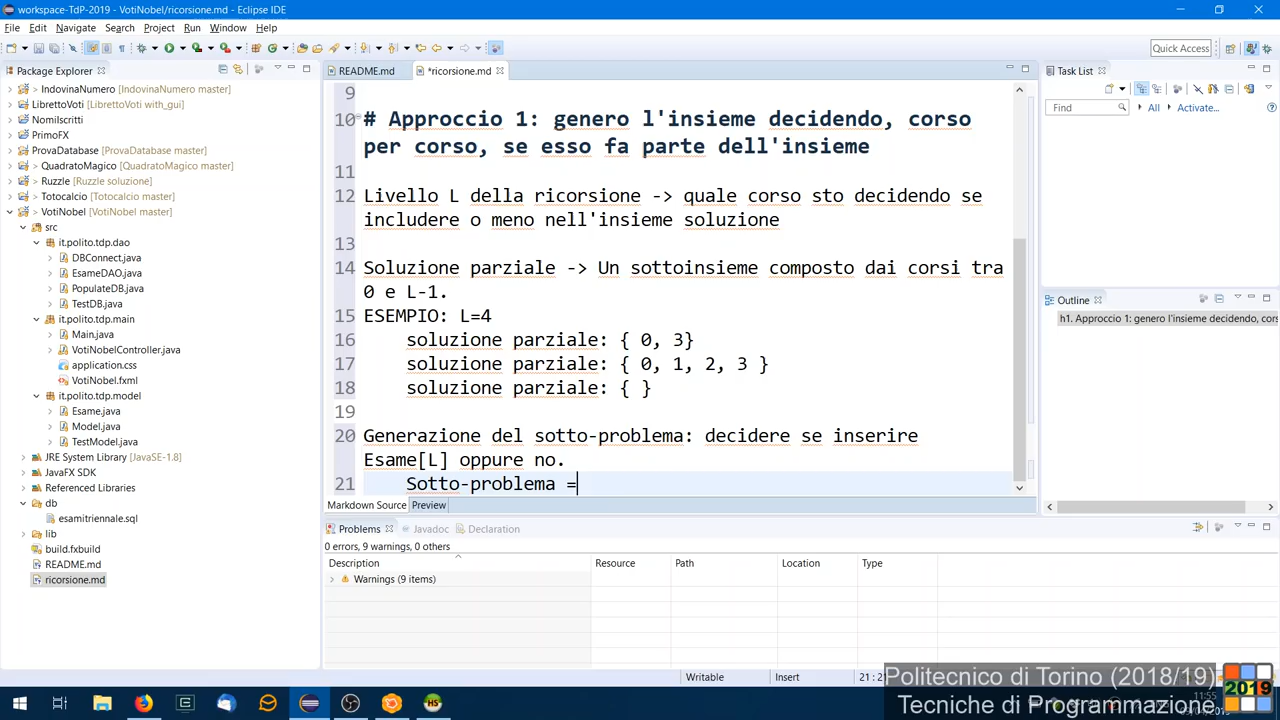 workspace-TdP-2019 - VotiNobel/ricorsione.md - Eclipse IDE
File Edit Navigate Search Project Run Window Help
Quick Access
Package Explorer
IndovinaNumero [IndovinaNumero master]
LibrettoVoti [LibrettoVoti with_gui]
NomiIscritti
PrimoFX
ProvaDatabase [ProvaDatabase master]
QuadratoMagico [QuadratoMagico master]
Ruzzle [Ruzzle soluzione]
Totocalcio [Totocalcio master]
VotiNobel [VotiNobel master]
src
it.polito.tdp.dao
DBConnect.java
EsameDAO.java
PopulateDB.java
TestDB.java
it.polito.tdp.main
Main.java
VotiNobelController.java
application.css
VotiNobel.fxml
it.polito.tdp.model
Esame.java
Model.java
TestModel.java
JRE System Library [JavaSE-1.8]
JavaFX SDK
Referenced Libraries
db
esamitriennale.sql
lib
build.fxbuild
README.md
ricorsione.md
README.md
*ricorsione.md
9
10 # Approccio 1: genero l'insieme decidendo, corso
per corso, se esso fa parte dell'insieme
11
12 Livello L della ricorsione -> quale corso sto decidendo se
includere o meno nell'insieme soluzione
13
14 Soluzione parziale -> Un sottoinsieme composto dai corsi tra
0 e L-1.
15 ESEMPIO: L=4
16 soluzione parziale: { 0, 3}
17 soluzione parziale: { 0, 1, 2, 3 }
18 soluzione parziale: { }
19
20 Generazione del sotto-problema: decidere se inserire
Esame[L] oppure no.
21 Sotto-problema =
Markdown Source Preview
Task List
Find All Activate...
Outline
h1. Approccio 1: genero l'insieme decidendo, cors
Problems Javadoc Declaration
0 errors, 9 warnings, 0 others
Description Resource Path Location Type
Warnings (9 items)
Writable Insert
Politecnico di Torino (2018/19)
Tecniche di Programmazione
2019
11:55